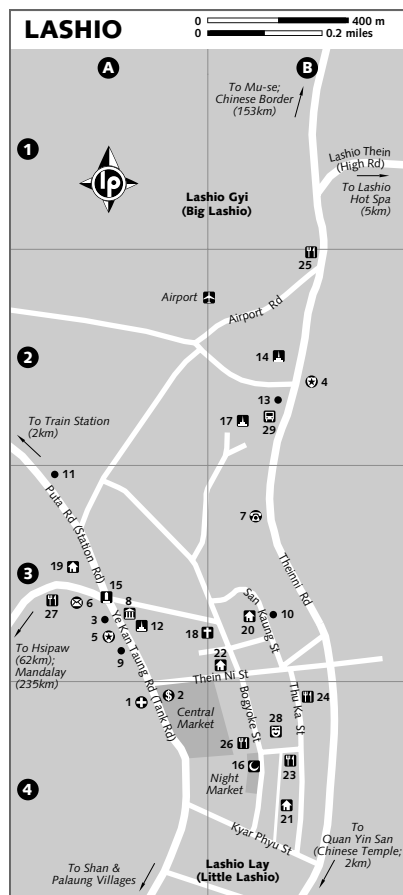 LASHIO
0 400 m
0 0.2 miles
A
B
To Mu-se;
Chinese Border
(153km)
1
Lashio Thein
(High Rd)
lp
To Lashio
Hot Spa
(5km)
Lashio Gyi
(Big Lashio)
25
Airport
Airport Rd
2
14
4
13
17
29
To Train Station
(2km)
11
Puta Rd (Station Rd)
7
Theinni Rd
19
3
15
8
San Kaung St
27
6
3
12
20
10
5
18
To Hsipaw
(62km);
Mandalay
(235km)
9
22
Ye Kan Taung Rd (Tank Rd)
Thein Ni St
1
2
Bogyoke St
Thu Ka St
24
Central
Market
28
26
4
16
23
Night
Market
21
Kyar Phyu St
To
Quan Yin San
(Chinese Temple;
2km)
To Shan &
Palaung Villages
Lashio Lay
(Little Lashio)